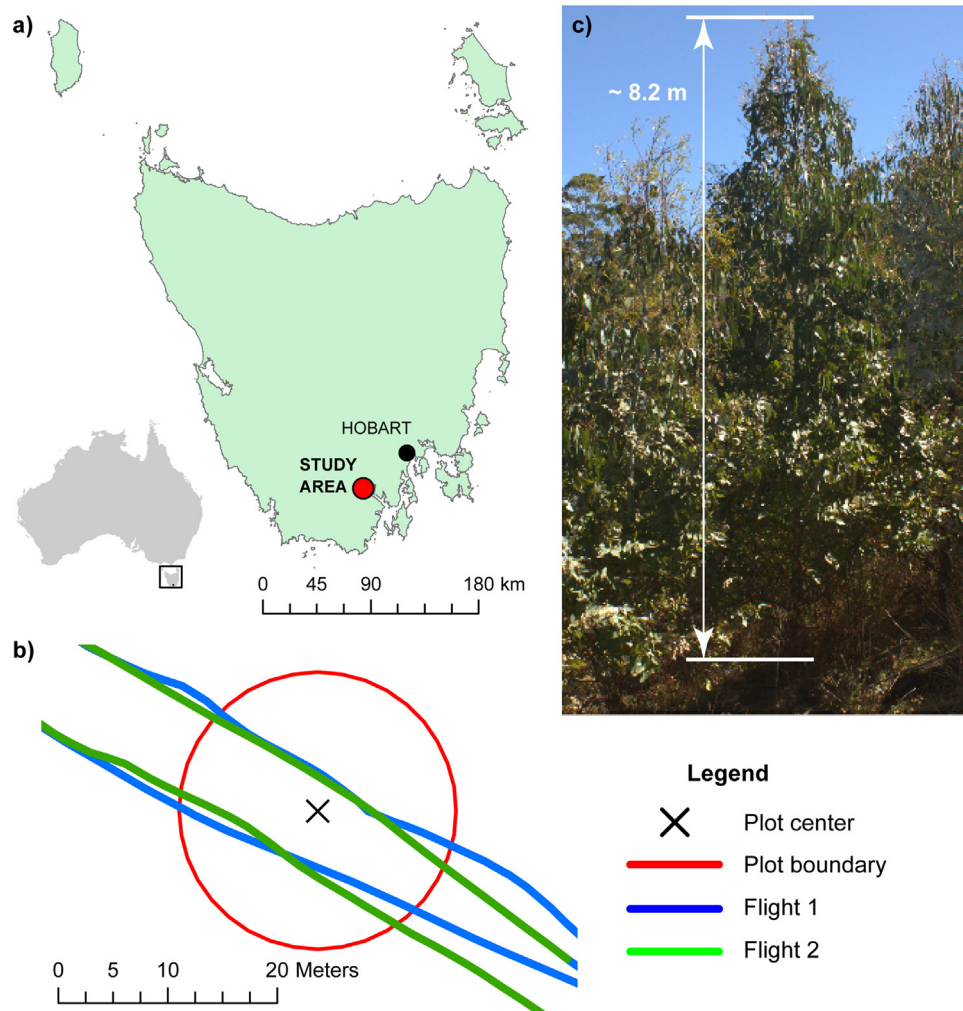 a)
HOBART
STUDY
AREA
0 45 90 180 km
b)
0 5 10 20 Meters
c)
~ 8.2 m
Legend
Plot center
Plot boundary
Flight 1
Flight 2